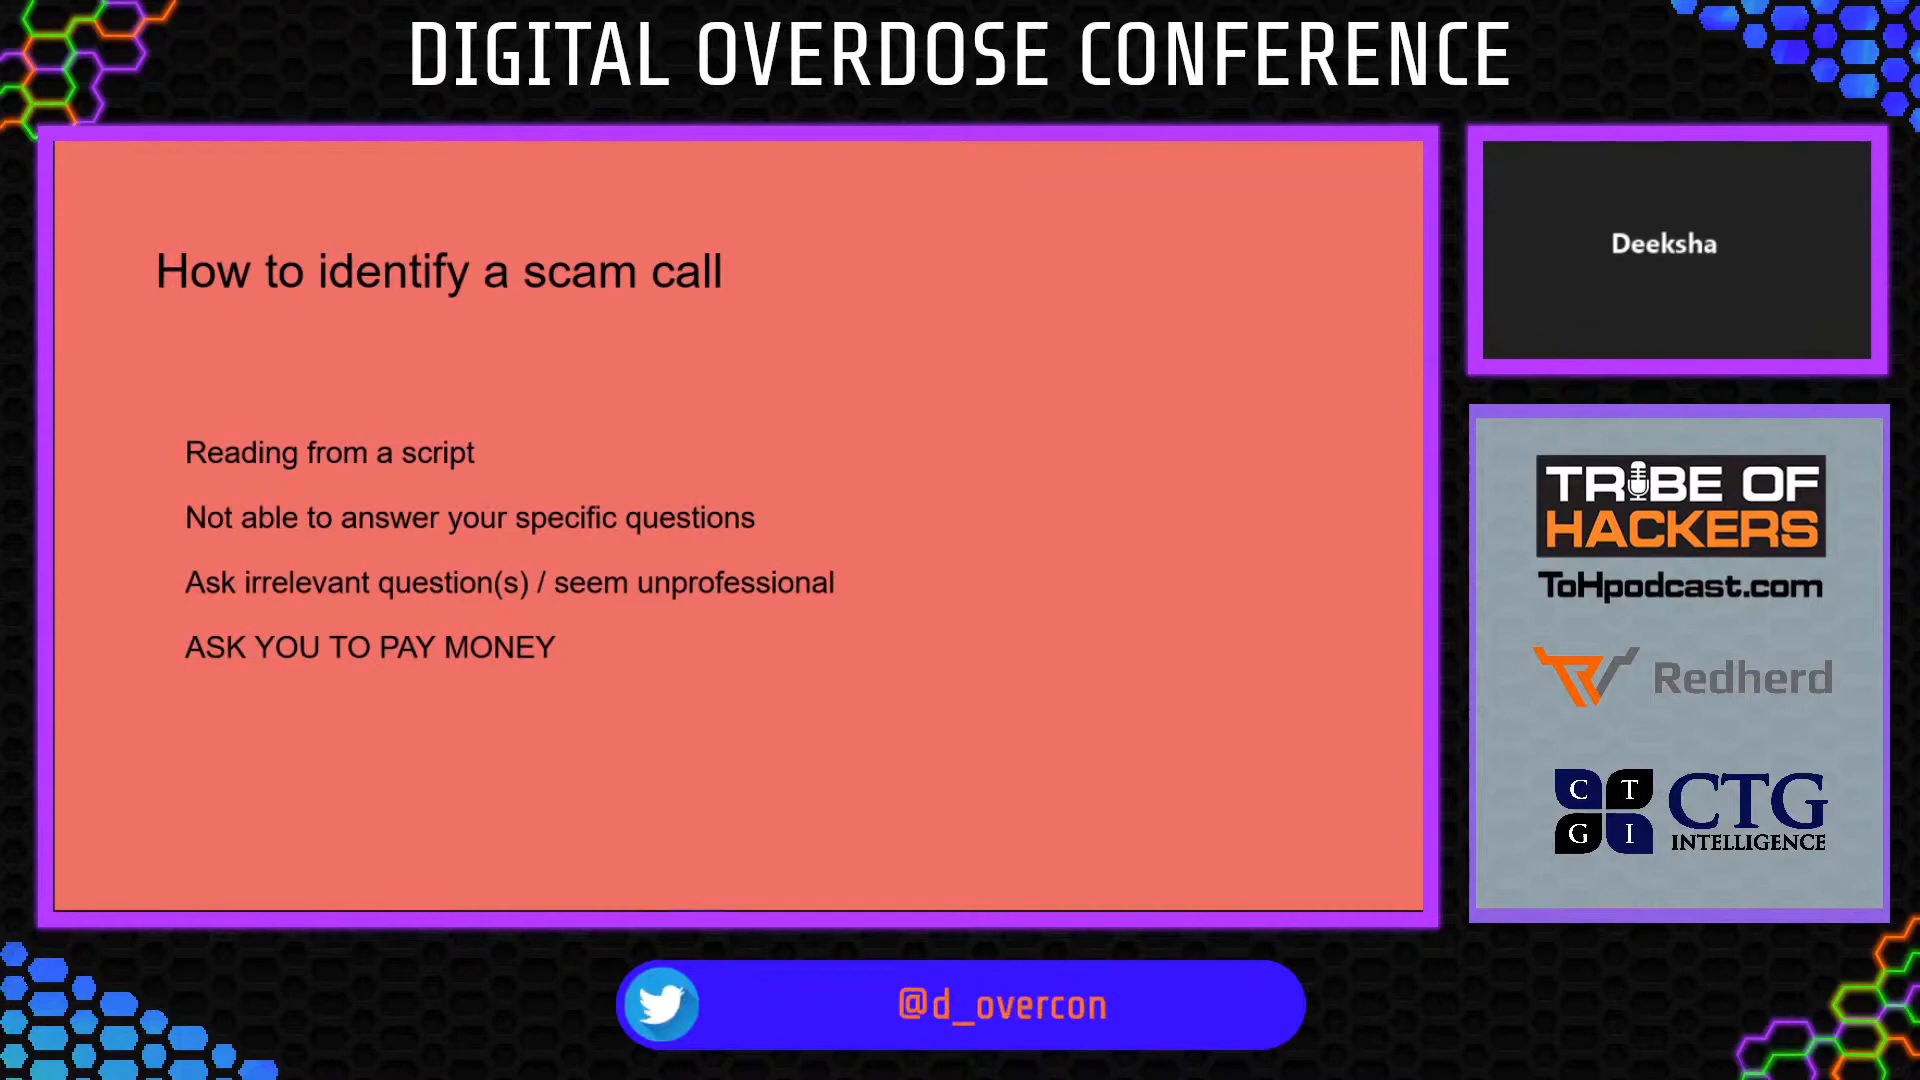 DIGITAL OVERDOSE CONFERENCE
How to identify a scam call
Reading from a script
Not able to answer your specific questions
Ask irrelevant question(s) / seem unprofessional
ASK YOU TO PAY MONEY
Deeksha
TRIBE OF
HACKERS
ToHpodcast.com
Redherd
C T
G I
CTG
INTELLIGENCE
@d_overcon